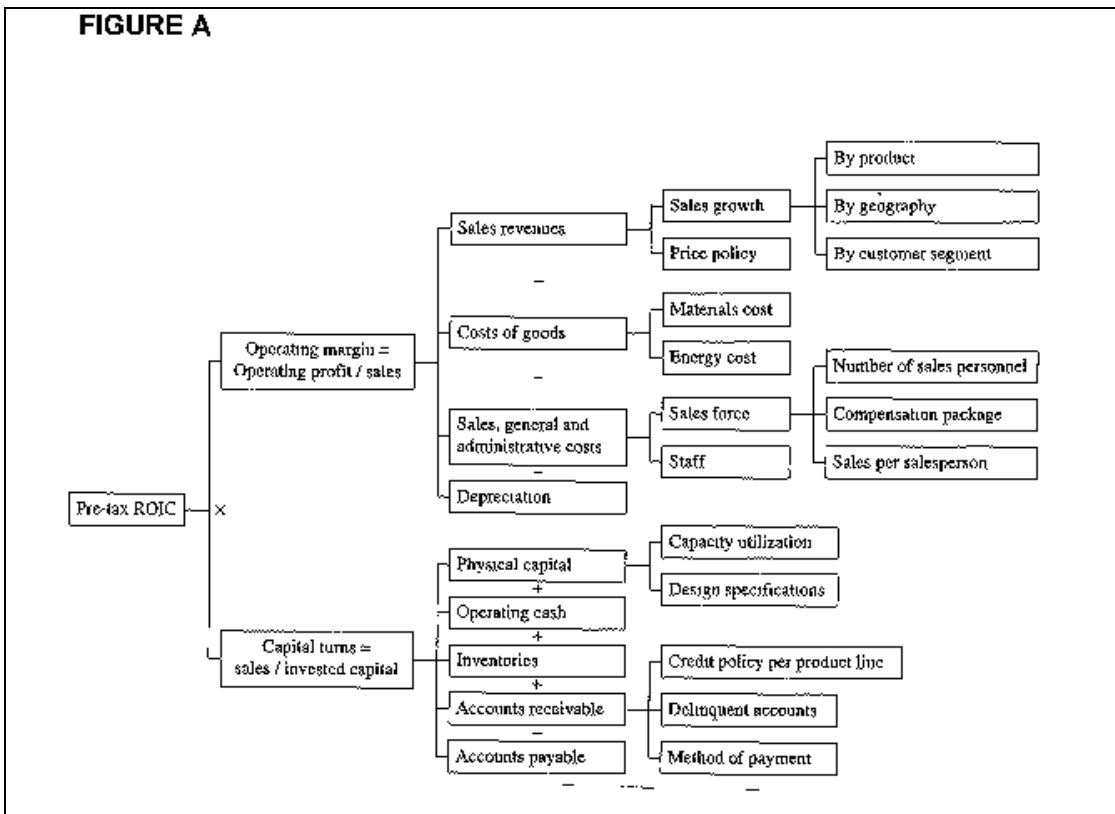 FIGURE A
By product
Sales growth
By geography
Sales revenues
Price policy
By customer segment
−
Materials cost
Costs of goods
Operating margin =
Operating profit / sales
Energy cost
−
Number of sales personnel
Sales, general and
administrative costs
Sales force
Compensation package
Staff
Sales per salesperson
−
Depreciation
Pre-tax ROIC
×
Capacity utilization
Physical capital
+
Design specifications
Operating cash
+
Capital turns =
sales / invested capital
Inventories
Credit policy per product line
+
Accounts receivable
Delinquent accounts
−
Accounts payable
Method of payment